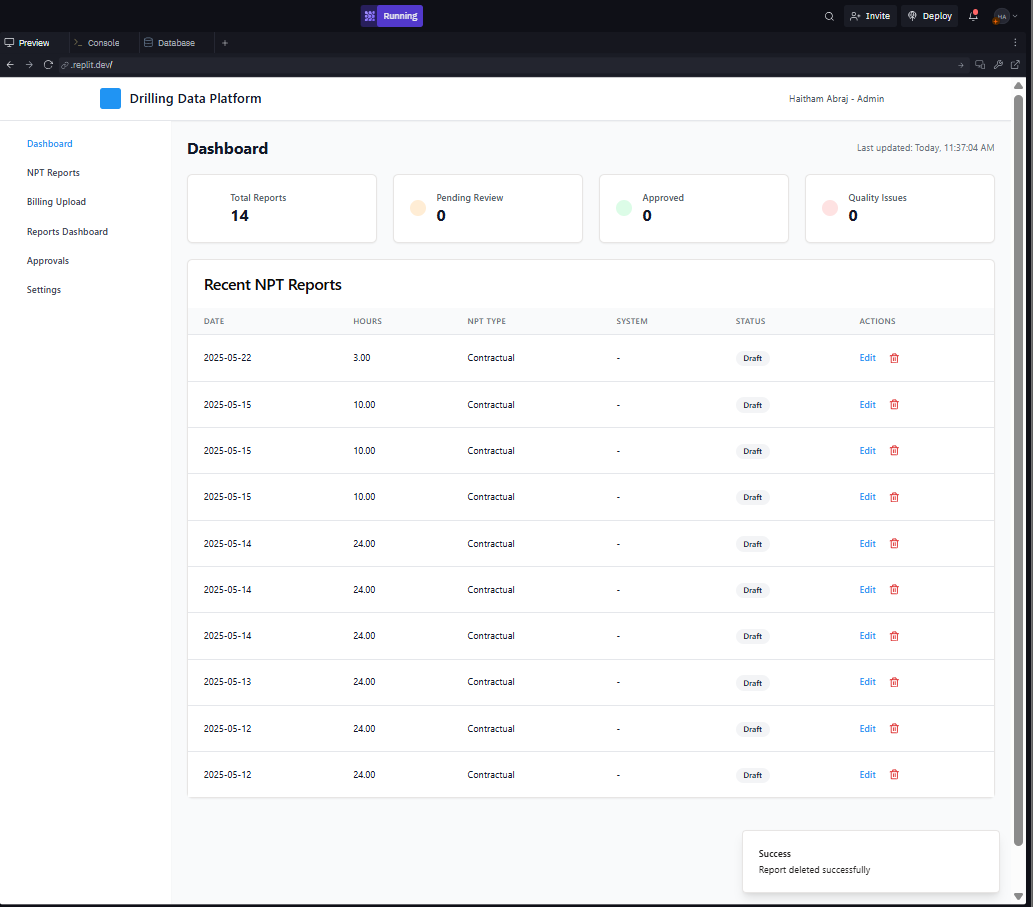 Running
Invite
Deploy
HA
Preview
Console
Database
.replit.dev/
Drilling Data Platform
Haitham Abraj - Admin
Dashboard
NPT Reports
Billing Upload
Reports Dashboard
Approvals
Settings
Dashboard
Last updated: Today, 11:37:04 AM
Total Reports
14
Pending Review
0
Approved
0
Quality Issues
0
Recent NPT Reports
DATE HOURS NPT TYPE SYSTEM STATUS ACTIONS
2025-05-22 3.00 Contractual - Draft Edit
2025-05-15 10.00 Contractual - Draft Edit
2025-05-15 10.00 Contractual - Draft Edit
2025-05-15 10.00 Contractual - Draft Edit
2025-05-14 24.00 Contractual - Draft Edit
2025-05-14 24.00 Contractual - Draft Edit
2025-05-14 24.00 Contractual - Draft Edit
2025-05-13 24.00 Contractual - Draft Edit
2025-05-12 24.00 Contractual - Draft Edit
2025-05-12 24.00 Contractual - Draft Edit
Success
Report deleted successfully